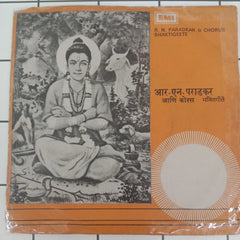 EMI
R. N. PARADKAR & CHORUS
BHAKTIGEETE
आर. एन. पराडकर
आणि कोरस भक्तिगीते